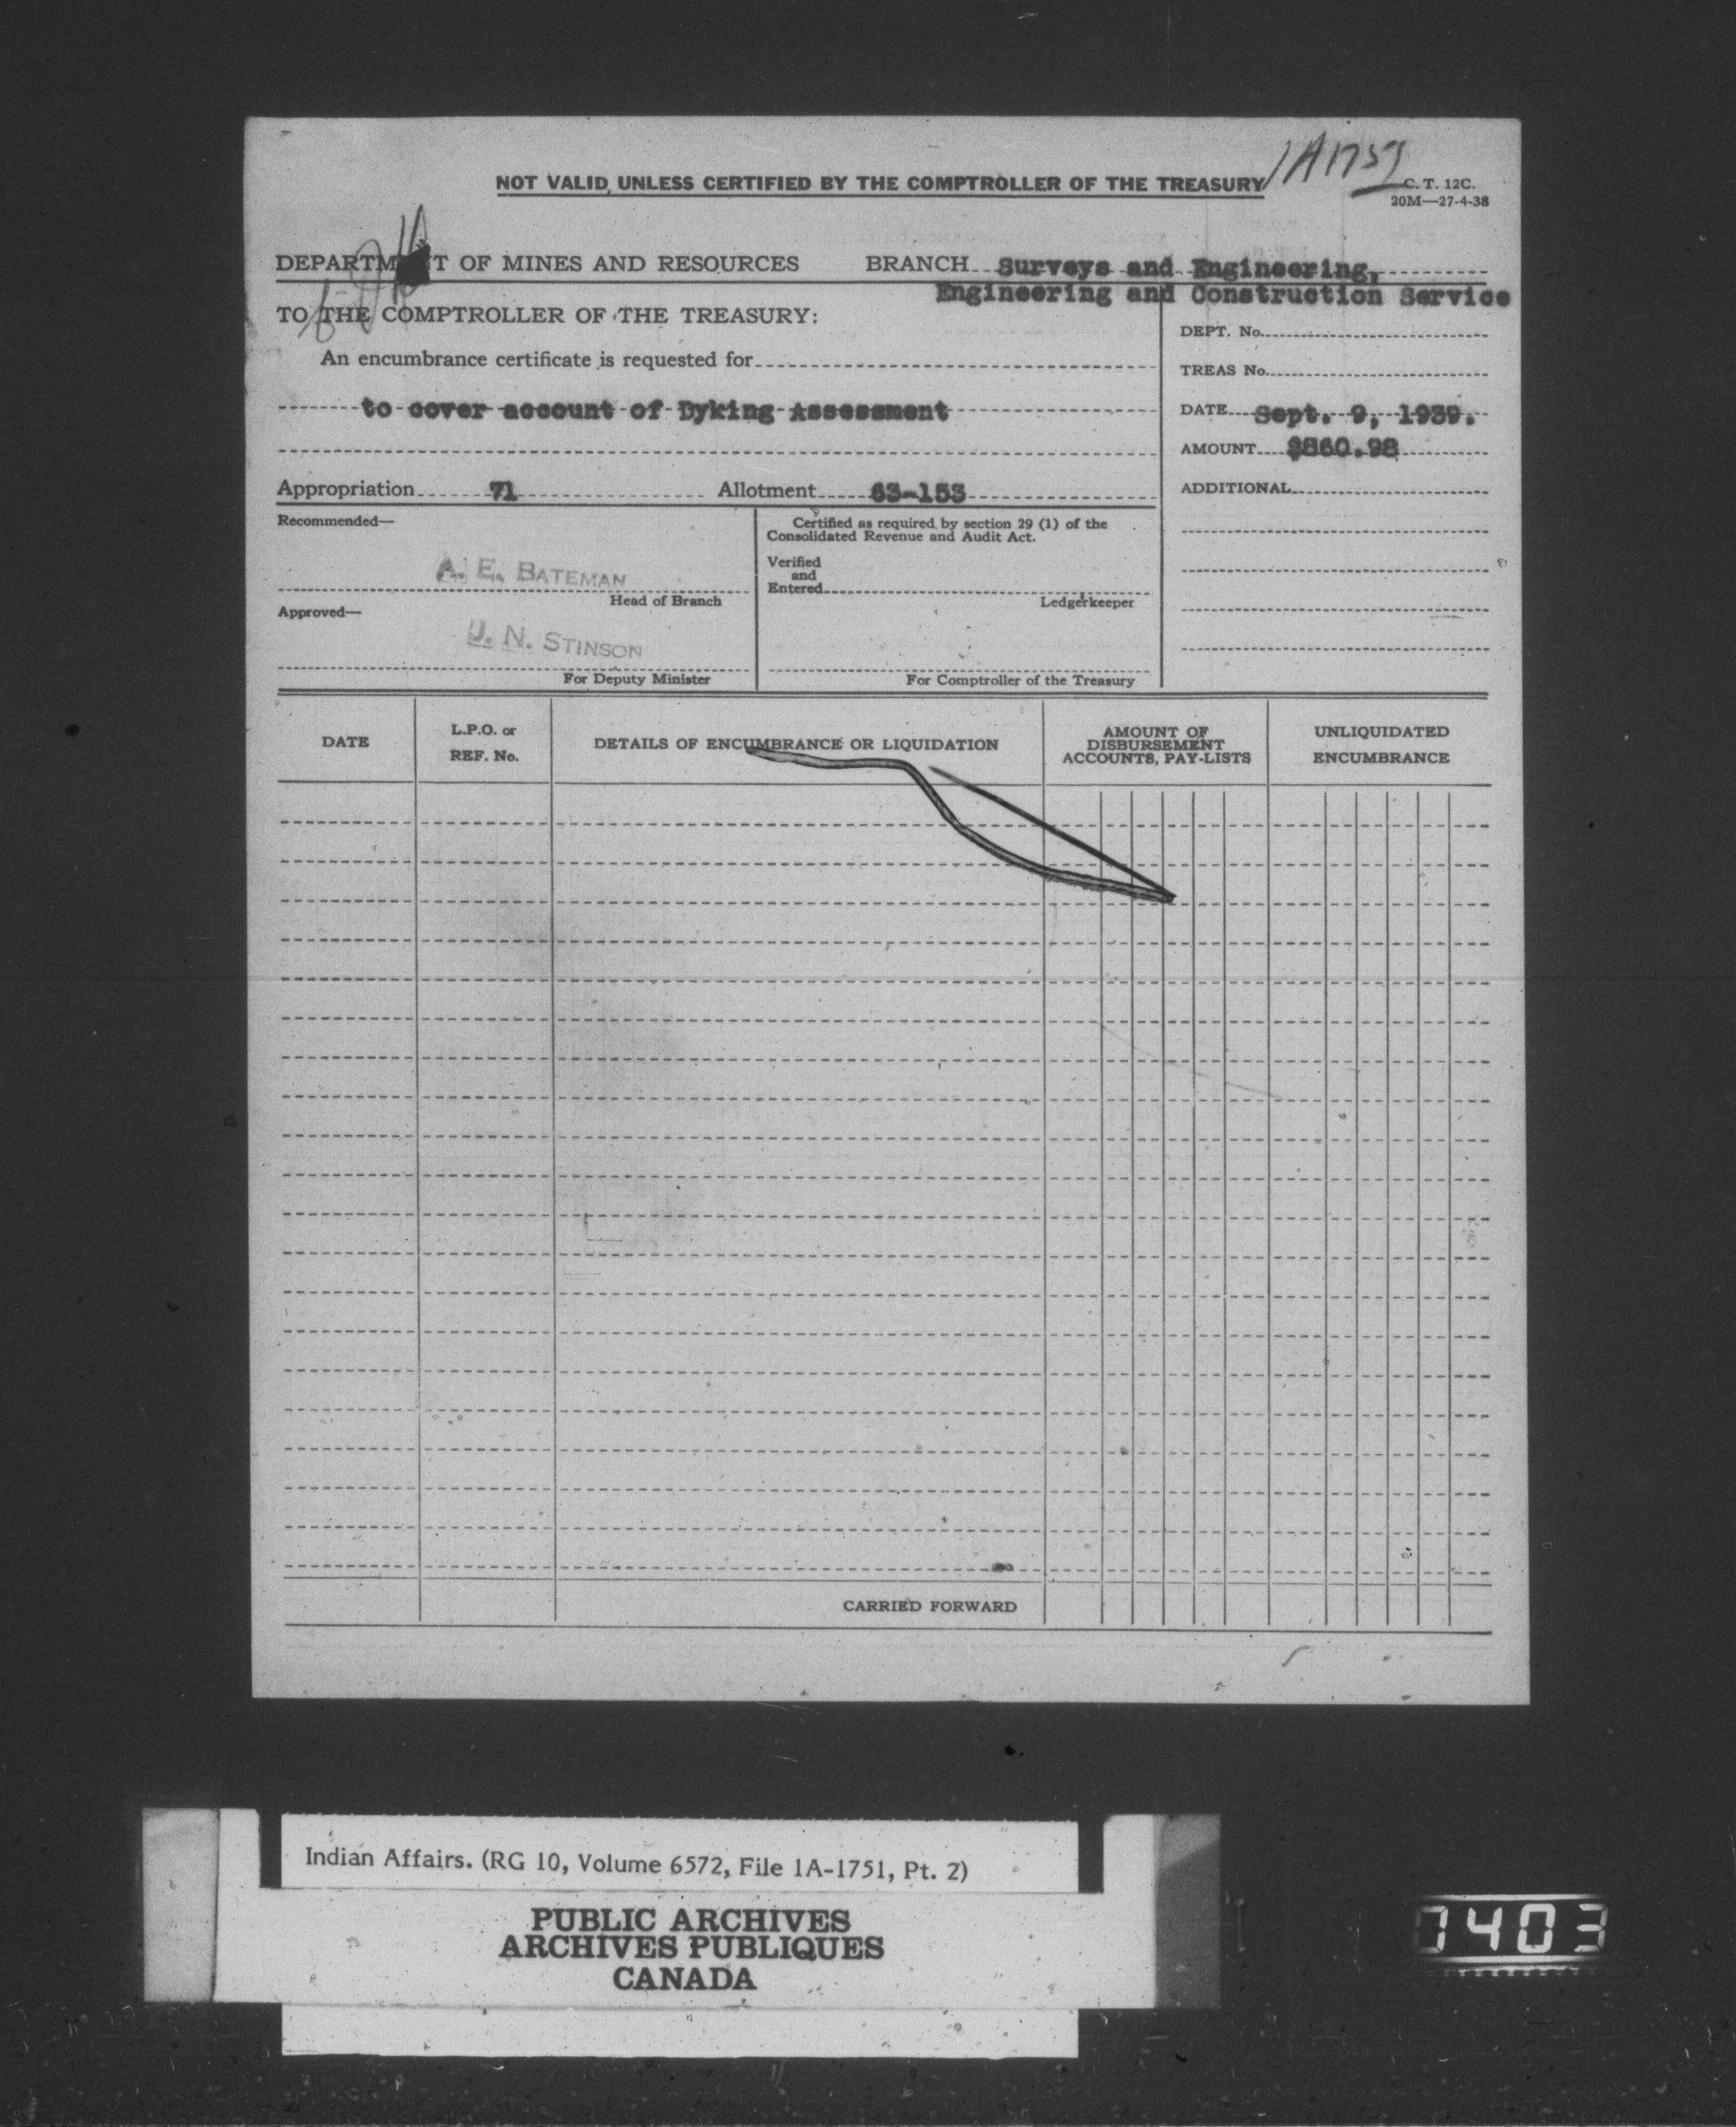 1A1751
NOT VALID UNLESS CERTIFIED BY THE COMPTROLLER OF THE TREASURY
C. T. 12C.
20M—27-4-38
DEPARTMENT OF MINES AND RESOURCES BRANCH Surveys and Engineering,
Engineering and Construction Service
TO THE COMPTROLLER OF THE TREASURY:
An encumbrance certificate is requested for
to cover account of Dyking Assessment
Appropriation 71 Allotment 63-153
DEPT. No.
TREAS No.
DATE Sept. 9, 1939.
AMOUNT $860.98
ADDITIONAL
Recommended—
A. E. BATEMAN
Head of Branch
Approved—
J. N. STINSON
For Deputy Minister
Certified as required by section 29 (1) of the
Consolidated Revenue and Audit Act.
Verified
and
Entered
Ledgerkeeper
For Comptroller of the Treasury
DATE
L.P.O. or
REF. No.
DETAILS OF ENCUMBRANCE OR LIQUIDATION
AMOUNT OF
DISBURSEMENT
ACCOUNTS, PAY-LISTS
UNLIQUIDATED
ENCUMBRANCE
CARRIED FORWARD
Indian Affairs. (RG 10, Volume 6572, File 1A-1751, Pt. 2)
PUBLIC ARCHIVES
ARCHIVES PUBLIQUES
CANADA
7403